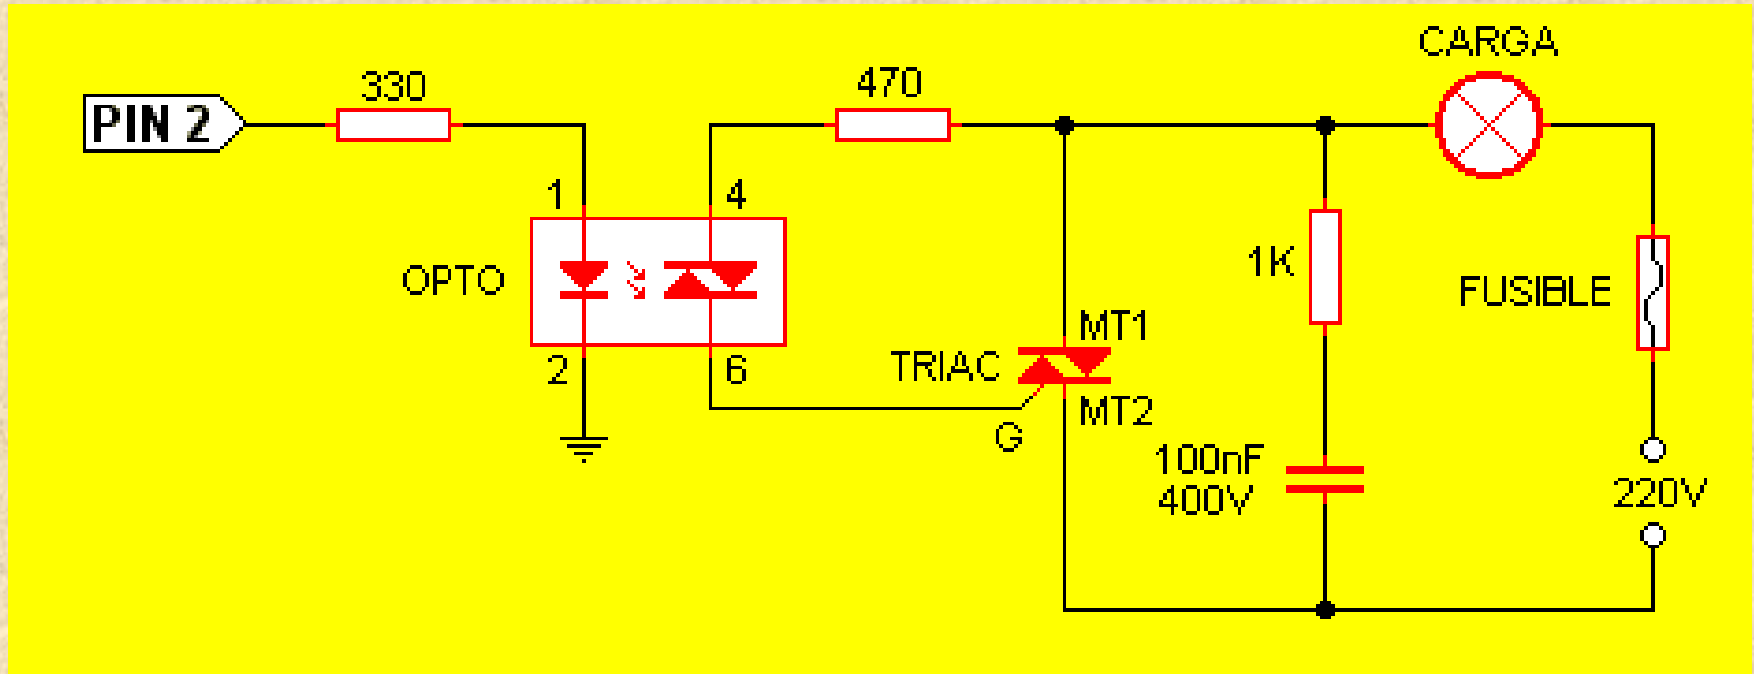 CARGA
330
470
PIN 2
1
4
1K
OPTO
FUSIBLE
MT1
TRIAC
2
6
MT2
G
100nF
400V
220V